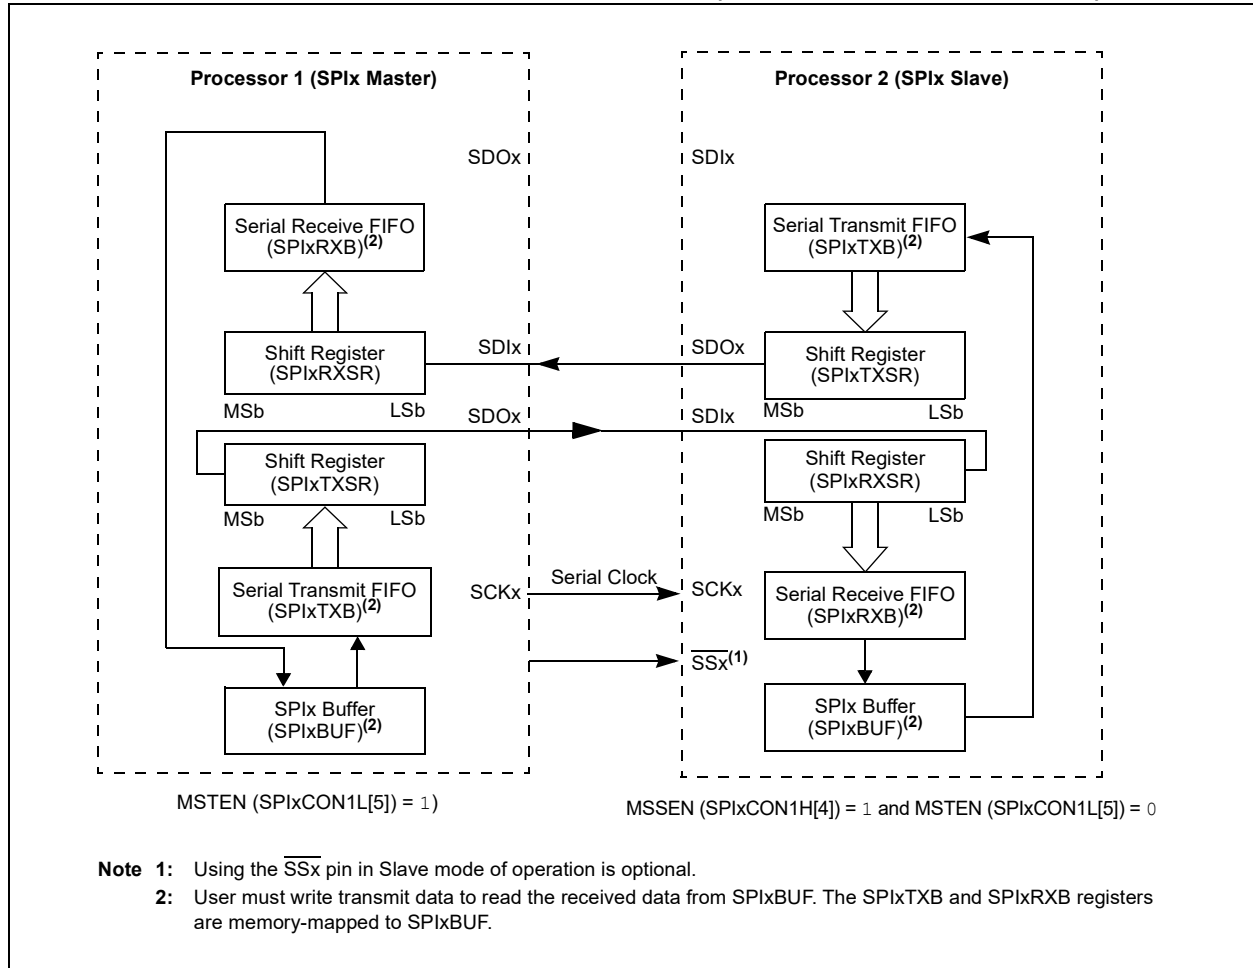 Processor 1 (SPIx Master)
Processor 2 (SPIx Slave)
SDOx
SDIx
Serial Receive FIFO
(SPIxRXB)(2)
Serial Transmit FIFO
(SPIxTXB)(2)
Shift Register
(SPIxRXSR)
SDIx
SDOx
Shift Register
(SPIxTXSR)
MSb
LSb
SDOx
SDIx
MSb
LSb
Shift Register
(SPIxTXSR)
Shift Register
(SPIxRXSR)
MSb
LSb
MSb
LSb
Serial Transmit FIFO
(SPIxTXB)(2)
SCKx
Serial Clock
SCKx
Serial Receive FIFO
(SPIxRXB)(2)
SSx(1)
SPIx Buffer
(SPIxBUF)(2)
SPIx Buffer
(SPIxBUF)(2)
MSTEN (SPIxCON1L[5]) = 1)
MSSEN (SPIxCON1H[4]) = 1 and MSTEN (SPIxCON1L[5]) = 0
Note 1: Using the SSx pin in Slave mode of operation is optional.
2: User must write transmit data to read the received data from SPIxBUF. The SPIxTXB and SPIxRXB registers
are memory-mapped to SPIxBUF.